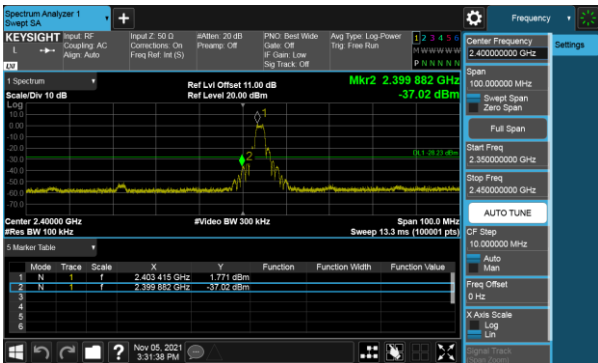 Spectrum Analyzer 1
Swept SA
+
Frequency
KEYSIGHT
L
Input: RF
Coupling: AC
Align: Auto
Input Z: 50 Ω
Corrections: On
Freq Ref: Int (S)
#Atten: 20 dB
Preamp: Off
PNO: Best Wide
Gate: Off
IF Gain: Low
Sig Track: Off
Avg Type: Log-Power
Trig: Free Run
1 2 3 4 5 6
M W W W W W
P N N N N N
1 Spectrum
Scale/Div 10 dB
Log
Ref Lvl Offset 11.00 dB
Ref Level 20.00 dBm
Mkr2 2.399 882 GHz
-37.02 dBm
10.0
0.00
-10.0
-20.0
-30.0
-40.0
-50.0
-60.0
-70.0
1
2
DL1 -28.23 dBm
Center 2.40000 GHz
#Res BW 100 kHz
#Video BW 300 kHz
Span 100.0 MHz
Sweep 13.3 ms (100001 pts)
5 Marker Table
Mode Trace Scale X Y Function Function Width Function Value
1 N 1 f 2.403 415 GHz 1.771 dBm
2 N 1 f 2.399 882 GHz -37.02 dBm
3
4
5
6
Nov 05, 2021
3:31:38 PM
Center Frequency
2.400000000 GHz
Settings
Span
100.000000 MHz
Swept Span
Zero Span
Full Span
Start Freq
2.350000000 GHz
Stop Freq
2.450000000 GHz
AUTO TUNE
CF Step
10.000000 MHz
Auto
Man
Freq Offset
0 Hz
X Axis Scale
Log
Lin
Signal Track
(Span Zoom)